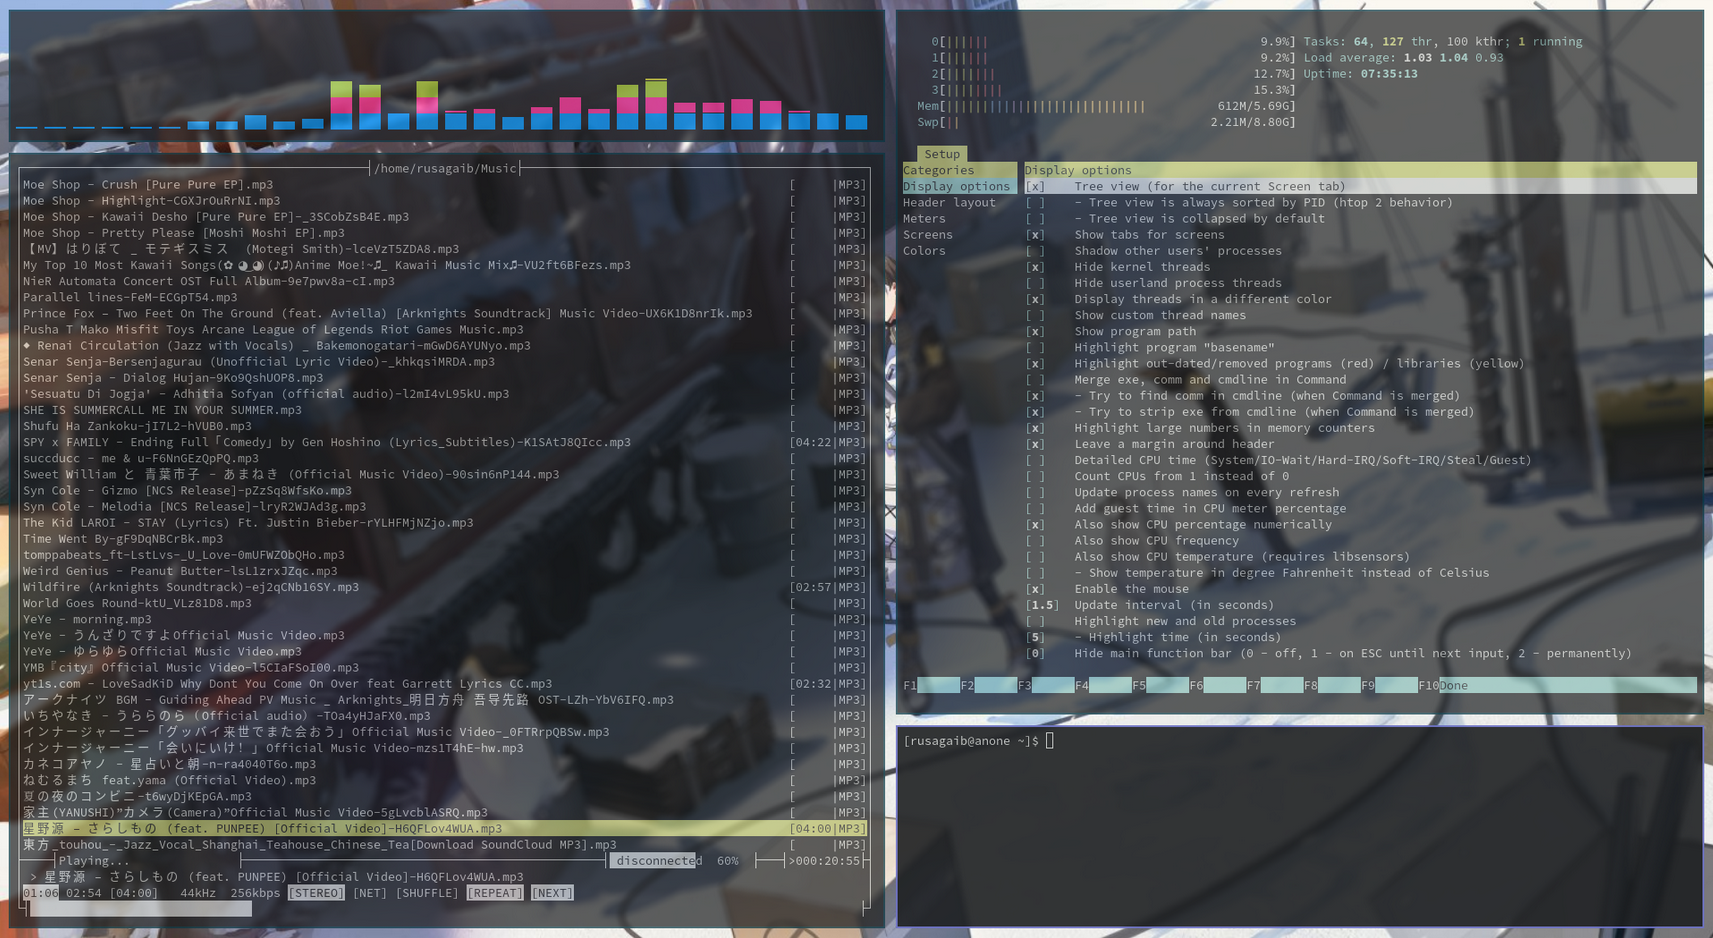 /home/rusagaib/Music
Moe Shop - Crush [Pure Pure EP].mp3 [ |MP3]
Moe Shop - Highlight-CGXJrOuRrNI.mp3 [ |MP3]
Moe Shop - Kawaii Desho [Pure Pure EP]-_3SCobZsB4E.mp3 [ |MP3]
Moe Shop - Pretty Please [Moshi Moshi EP].mp3 [ |MP3]
【MV】はりぼて _ モテギスミス (Motegi Smith)-lceVzT5ZDA8.mp3 [ |MP3]
My Top 10 Most Kawaii Songs(✿ ◕‿◕)(♪♫)Anime Moe!~♫_ Kawaii Music Mix♫-VU2ft6BFezs.mp3 [ |MP3]
NieR Automata Concert OST Full Album-9e7pwv8a-cI.mp3 [ |MP3]
Parallel lines-FeM-ECGpT54.mp3 [ |MP3]
Prince Fox - Two Feet On The Ground (feat. Aviella) [Arknights Soundtrack] Music Video-UX6K1D8nrIk.mp3 [ |MP3]
Pusha T Mako Misfit Toys Arcane League of Legends Riot Games Music.mp3 [ |MP3]
◆ Renai Circulation (Jazz with Vocals) _ Bakemonogatari-mGwD6AYUNyo.mp3 [ |MP3]
Senar Senja-Bersenjagurau (Unofficial Lyric Video)-_khkqsiMRDA.mp3 [ |MP3]
Senar Senja - Dialog Hujan-9Ko9QshUOP8.mp3 [ |MP3]
'Sesuatu Di Jogja' - Adhitia Sofyan (official audio)-l2mI4vL95kU.mp3 [ |MP3]
SHE IS SUMMERCALL ME IN YOUR SUMMER.mp3 [ |MP3]
Shufu Ha Zankoku-jI7L2-hVUB0.mp3 [ |MP3]
SPY x FAMILY - Ending Full「Comedy」by Gen Hoshino (Lyrics_Subtitles)-K1SAtJ8QIcc.mp3 [04:22|MP3]
succducc - me & u-F6NnGEzQpPQ.mp3 [ |MP3]
Sweet William と 青葉市子 - あまねき (Official Music Video)-90sin6nP144.mp3 [ |MP3]
Syn Cole - Gizmo [NCS Release]-pZzSq8WfsKo.mp3 [ |MP3]
Syn Cole - Melodia [NCS Release]-lryR2WJAd3g.mp3 [ |MP3]
The Kid LAROI - STAY (Lyrics) Ft. Justin Bieber-rYLHFMjNZjo.mp3 [ |MP3]
Time Went By-gF9DqNBCrBk.mp3 [ |MP3]
tomppabeats_ft-LstLvs-_U_Love-0mUFWZObQHo.mp3 [ |MP3]
Weird Genius - Peanut Butter-lsL1zrxJZqc.mp3 [ |MP3]
Wildfire (Arknights Soundtrack)-ej2qCNb16SY.mp3 [02:57|MP3]
World Goes Round-ktU_VLz81D8.mp3 [ |MP3]
YeYe - morning.mp3 [ |MP3]
YeYe - うんざりですよOfficial Music Video.mp3 [ |MP3]
YeYe - ゆらゆらOfficial Music Video.mp3 [ |MP3]
YMB『city』Official Music Video-l5CIaFSoI00.mp3 [ |MP3]
yt1s.com - LoveSadKiD Why Dont You Come On Over feat Garrett Lyrics CC.mp3 [02:32|MP3]
アークナイツ BGM - Guiding Ahead PV Music _ Arknights_明日方舟 吾导先路 OST-LZh-YbV6IFQ.mp3 [ |MP3]
いちやなき - うららのら (Official audio) -TOa4yHJaFX0.mp3 [ |MP3]
インナージャーニー「グッバイ来世でまた会おう」Official Music Video-_0FTRrpQBSw.mp3 [ |MP3]
インナージャーニー「会いにいけ！」Official Music Video-mzs1T4hE-hw.mp3 [ |MP3]
カネコアヤノ - 星占いと朝-n-ra4040T6o.mp3 [ |MP3]
ねむるまち feat.yama (Official Video).mp3 [ |MP3]
夏の夜のコンビニ-t6wyDjKEpGA.mp3 [ |MP3]
家主(YANUSHI)”カメラ(Camera)”Official Music Video-5gLvcblASRQ.mp3 [ |MP3]
星野源 – さらしもの (feat. PUNPEE) [Official Video]-H6QFLov4WUA.mp3 [04:00|MP3]
東方_touhou_-_Jazz_Vocal_Shanghai_Teahouse_Chinese_Tea[Download SoundCloud MP3].mp3 [ |MP3]
Playing... disconnected 60% >000:20:55
> 星野源 – さらしもの (feat. PUNPEE) [Official Video]-H6QFLov4WUA.mp3
01:06 02:54 [04:00] 44kHz 256kbps [STEREO] [NET] [SHUFFLE] [REPEAT] [NEXT]
0[|||||| 9.9%] Tasks: 64, 127 thr, 100 kthr; 1 running
1[|||||| 9.2%] Load average: 1.03 1.04 0.93
2[||||||| 12.7%] Uptime: 07:35:13
3[|||||||| 15.3%]
Mem[|||||||||||||||||||||||||||| 612M/5.69G]
Swp[|| 2.21M/8.80G]
Setup
Categories Display options
Display options [x] Tree view (for the current Screen tab)
Header layout [ ] - Tree view is always sorted by PID (htop 2 behavior)
Meters [ ] - Tree view is collapsed by default
Screens [x] Show tabs for screens
Colors [ ] Shadow other users' processes
[x] Hide kernel threads
[ ] Hide userland process threads
[x] Display threads in a different color
[ ] Show custom thread names
[x] Show program path
[ ] Highlight program "basename"
[x] Highlight out-dated/removed programs (red) / libraries (yellow)
[ ] Merge exe, comm and cmdline in Command
[x] - Try to find comm in cmdline (when Command is merged)
[x] - Try to strip exe from cmdline (when Command is merged)
[x] Highlight large numbers in memory counters
[x] Leave a margin around header
[ ] Detailed CPU time (System/IO-Wait/Hard-IRQ/Soft-IRQ/Steal/Guest)
[ ] Count CPUs from 1 instead of 0
[ ] Update process names on every refresh
[ ] Add guest time in CPU meter percentage
[x] Also show CPU percentage numerically
[ ] Also show CPU frequency
[ ] Also show CPU temperature (requires libsensors)
[ ] - Show temperature in degree Fahrenheit instead of Celsius
[x] Enable the mouse
[1.5] Update interval (in seconds)
[ ] Highlight new and old processes
[5] - Highlight time (in seconds)
[0] Hide main function bar (0 - off, 1 - on ESC until next input, 2 - permanently)
F1 F2 F3 F4 F5 F6 F7 F8 F9 F10Done
[rusagaib@anone ~]$